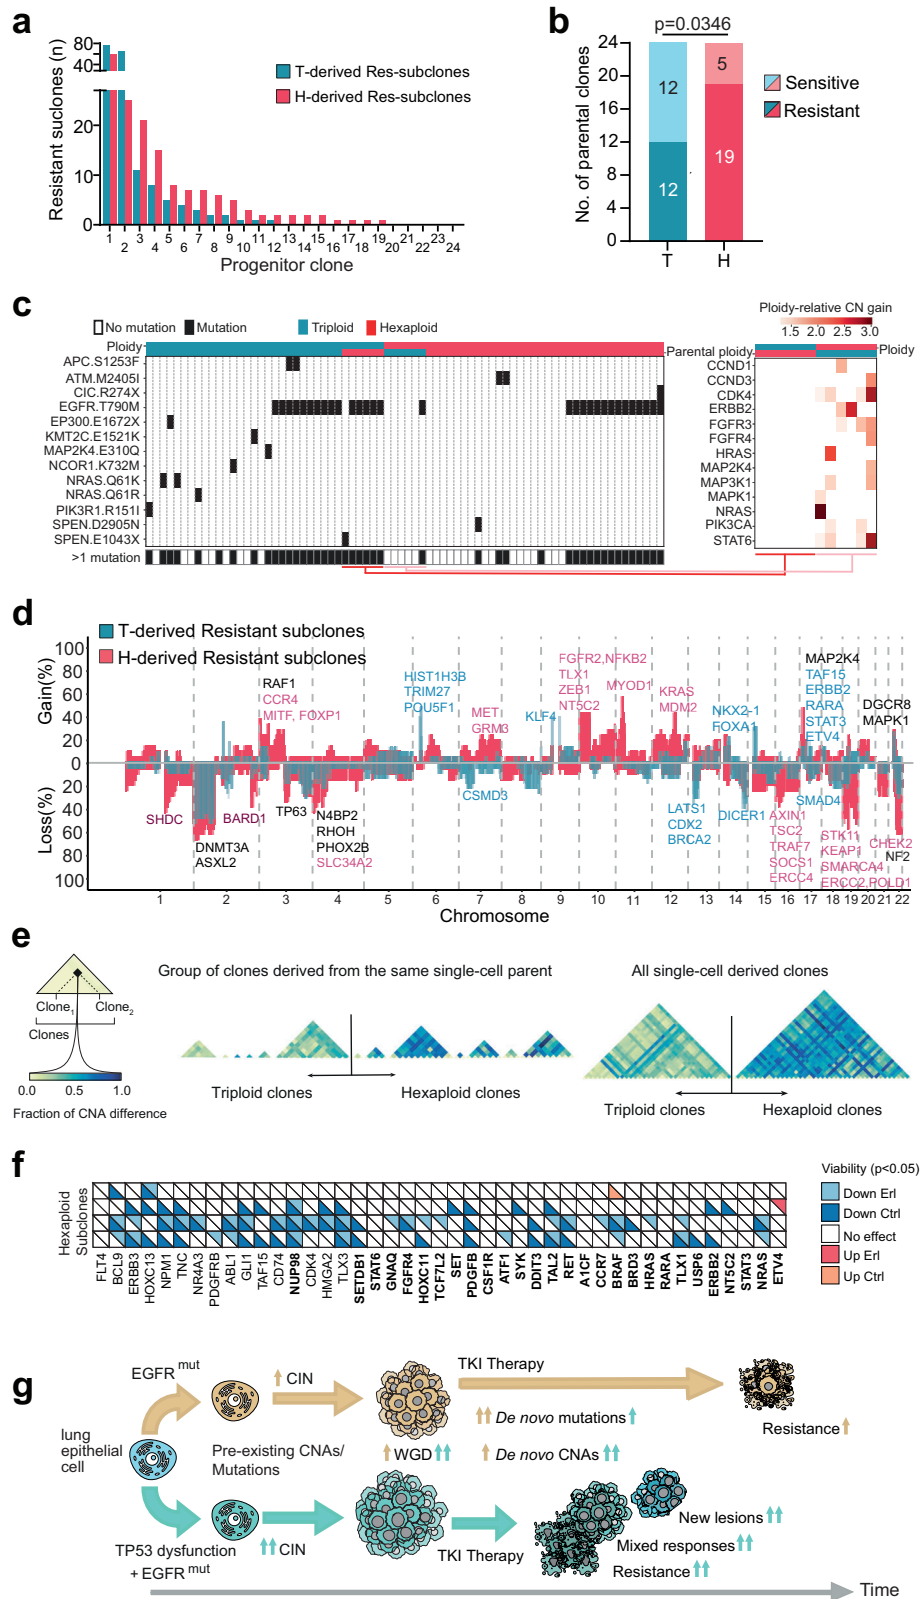 a
80
40
20
10
0
Resistant suclones (n)
T-derived Res-subclones
H-derived Res-subclones
1 2 3 4 5 6 7 8 9 10 11 12 13 14 15 16 17 18 19 20 21 22 23 24
Progenitor clone
b
p=0.0346
24
20
16
12
8
4
0
No. of parental clones
12
5
12
19
T
H
Sensitive
Resistant
c
No mutation
Mutation
Triploid
Hexaploid
Ploidy
APC.S1253F
ATM.M2405I
CIC.R274X
EGFR.T790M
EP300.E1672X
KMT2C.E1521K
MAP2K4.E310Q
NCOR1.K732M
NRAS.Q61K
NRAS.Q61R
PIK3R1.R151I
SPEN.D2905N
SPEN.E1043X
>1 mutation
Ploidy-relative CN gain
1.5 2.0 2.5 3.0
Parental ploidy
Ploidy
CCND1
CCND3
CDK4
ERBB2
FGFR3
FGFR4
HRAS
MAP2K4
MAP3K1
MAPK1
NRAS
PIK3CA
STAT6
d
T-derived Resistant subclones
H-derived Resistant subclones
100
80
60
40
20
0
20
40
60
80
100
Gain(%)
Loss(%)
RAF1
CCR4
MITF, FOXP1
HIST1H3B
TRIM27
POU5F1
MET
GRM3
KLF4
FGFR2,NFKB2
TLX1
ZEB1
NT5C2
MYOD1
KRAS
MDM2
NKX2-1
FOXA1
MAP2K4
TAF15
ERBB2
RARA
STAT3
ETV4
DGCR8
MAPK1
SHDC
DNMT3A
ASXL2
BARD1
TP63
N4BP2
RHOH
PHOX2B
SLC34A2
CSMD3
LATS1
CDX2
BRCA2
DICER1
AXIN1
TSC2
TRAF7
SOCS1
ERCC4
SMAD4
STK11
KEAP1
SMARCA4
ERCC2,POLD1
CHEK2
NF2
1 2 3 4 5 6 7 8 9 10 11 12 13 14 15 16 17 18 19 20 21 22
Chromosome
e
Clone1
Clone2
Clones
0.0 0.5 1.0
Fraction of CNA difference
Group of clones derived from the same single-cell parent
Triploid clones
Hexaploid clones
All single-cell derived clones
Triploid clones
Hexaploid clones
f
Hexaploid
Subclones
FLT4
BCL9
ERBB3
HOXC13
NPM1
TNC
NR4A3
PDGFRB
ABL1
GLI1
TAF15
CD74
NUP98
CDK4
HMGA2
TLX3
SETDB1
STAT6
GNAQ
FGFR4
HOXC11
TCF7L2
SET
PDGFB
CSF1R
ATF1
SYK
DDIT3
TAL2
RET
A1CF
CCR7
BRAF
BRD3
HRAS
RARA
TLX1
USP6
ERBB2
NT5C2
STAT3
NRAS
ETV4
Viability (p<0.05)
Down Erl
Down Ctrl
No effect
Up Erl
Up Ctrl
g
EGFR mut
CIN
TKI Therapy
De novo mutations
Resistance
lung
epithelial
cell
Pre-existing CNAs/
Mutations
WGD
De novo CNAs
TP53 dysfunction
+ EGFR mut
CIN
TKI Therapy
New lesions
Mixed responses
Resistance
Time